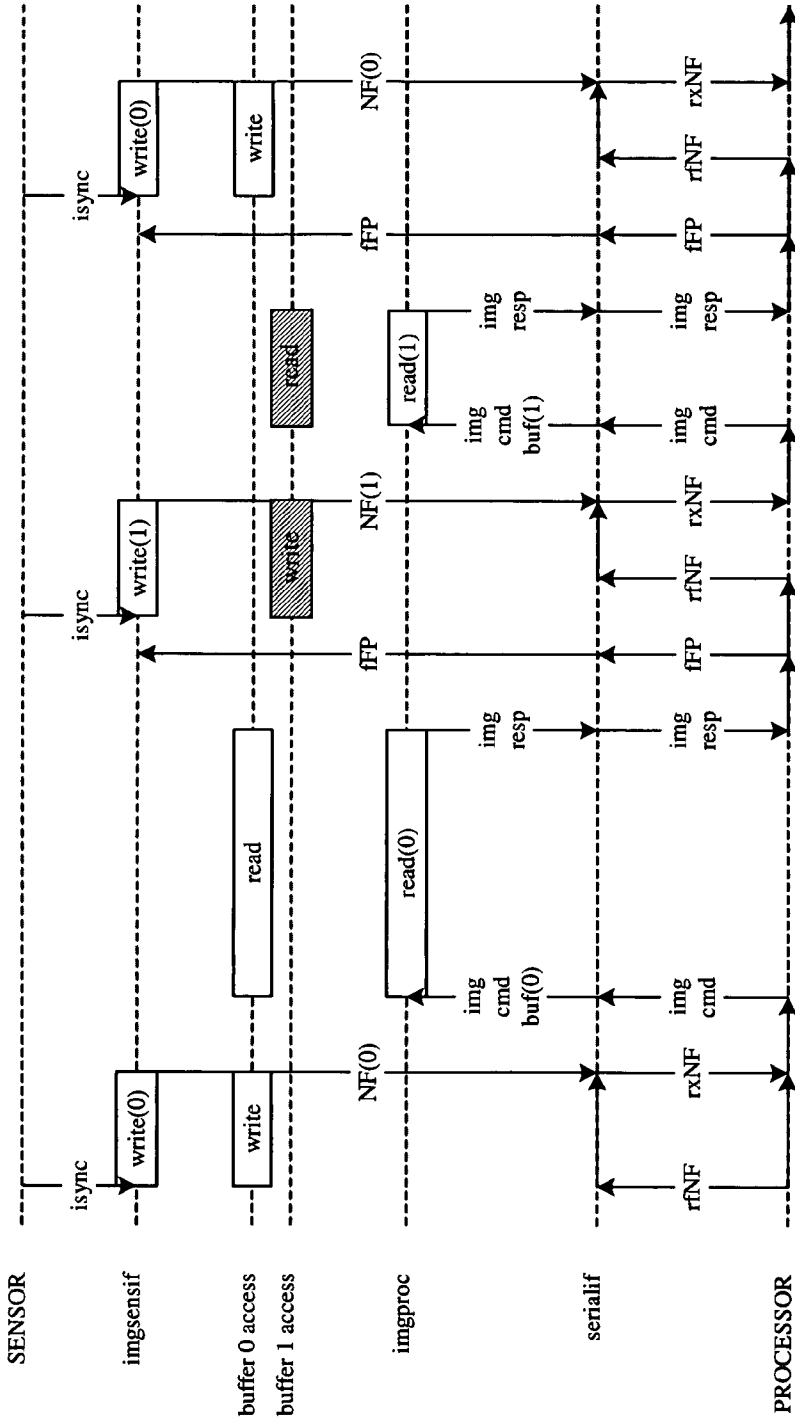 SENSOR
isync
isync
isync
imgsensif
write(0)
write(1)
write(0)
buffer 0 access
write
read
write
buffer 1 access
write
read
NF(0)
fFP
NF(1)
fFP
NF(0)
imgproc
read(0)
read(1)
img
cmd
buf(0)
img
resp
img
cmd
buf(1)
img
resp
serialif
rfNF
rxNF
img
cmd
img
resp
fFP
rfNF
rxNF
img
cmd
img
resp
fFP
rfNF
rxNF
PROCESSOR